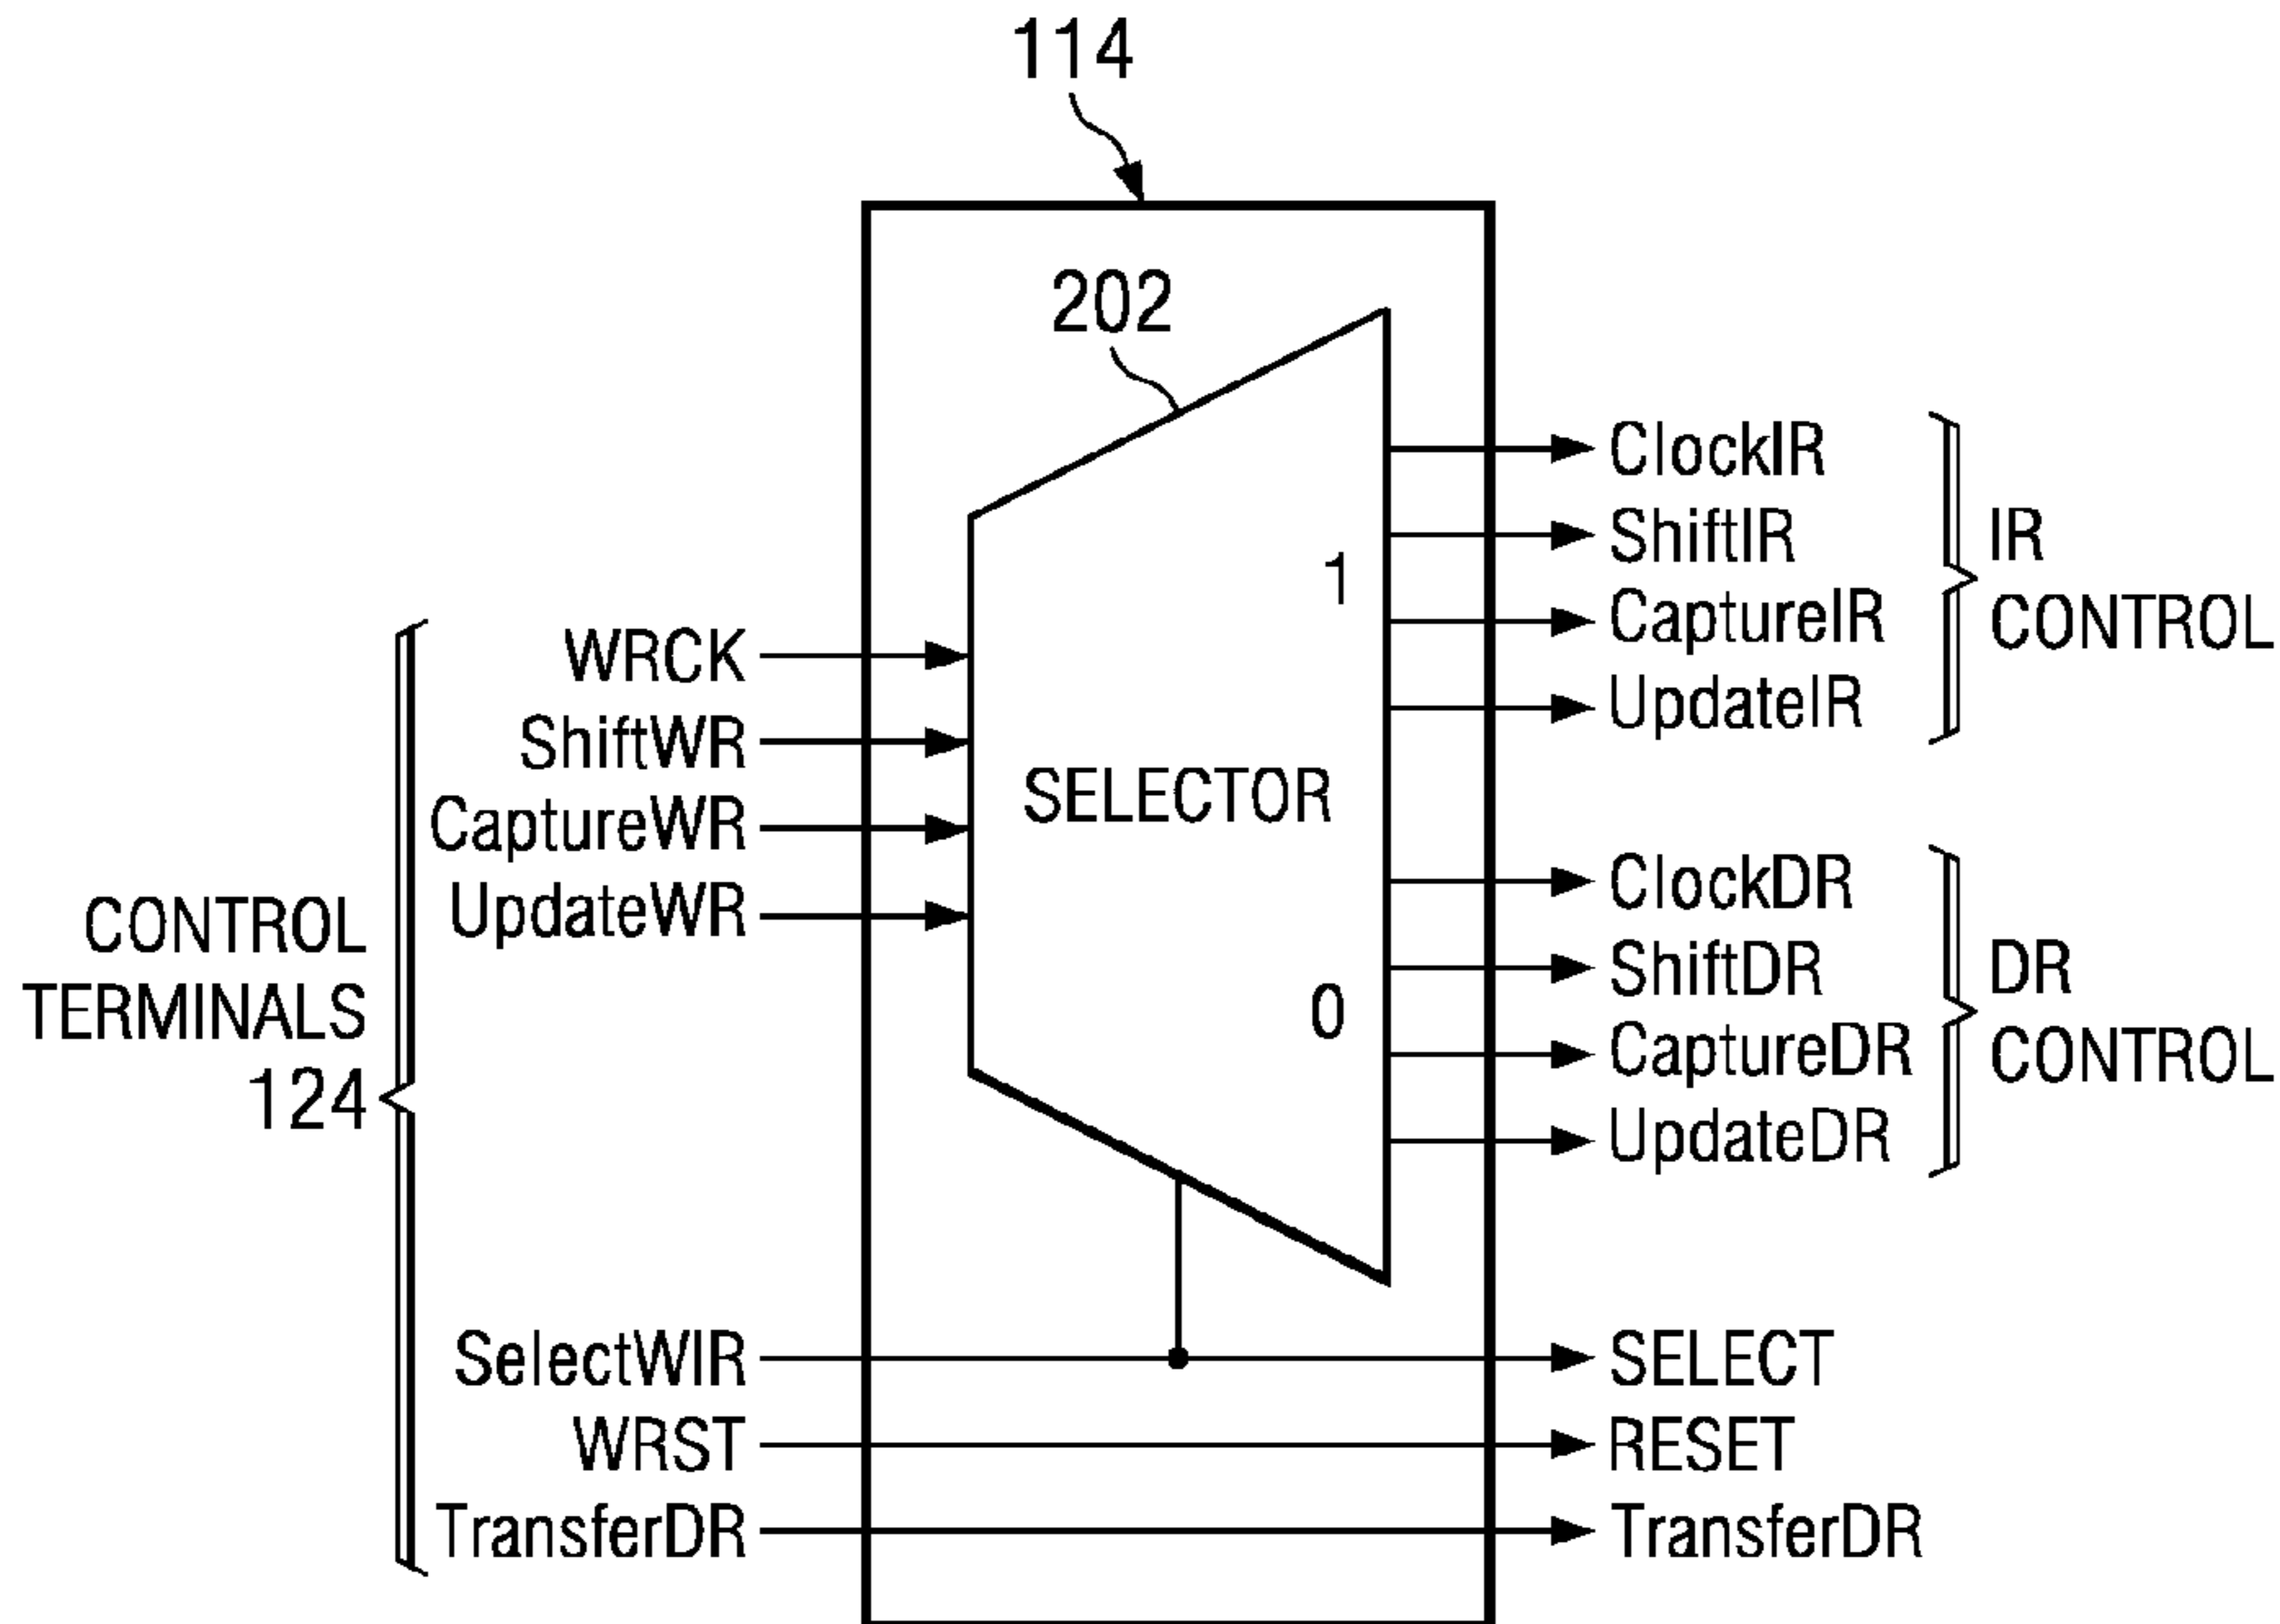 114
202
WRCK
ShiftWR
CaptureWR
UpdateWR
CONTROL
TERMINALS
124
SelectWIR
WRST
TransferDR
SELECTOR
1
0
ClockIR
ShiftIR
CaptureIR
UpdateIR
IR
CONTROL
ClockDR
ShiftDR
CaptureDR
UpdateDR
DR
CONTROL
SELECT
RESET
TransferDR